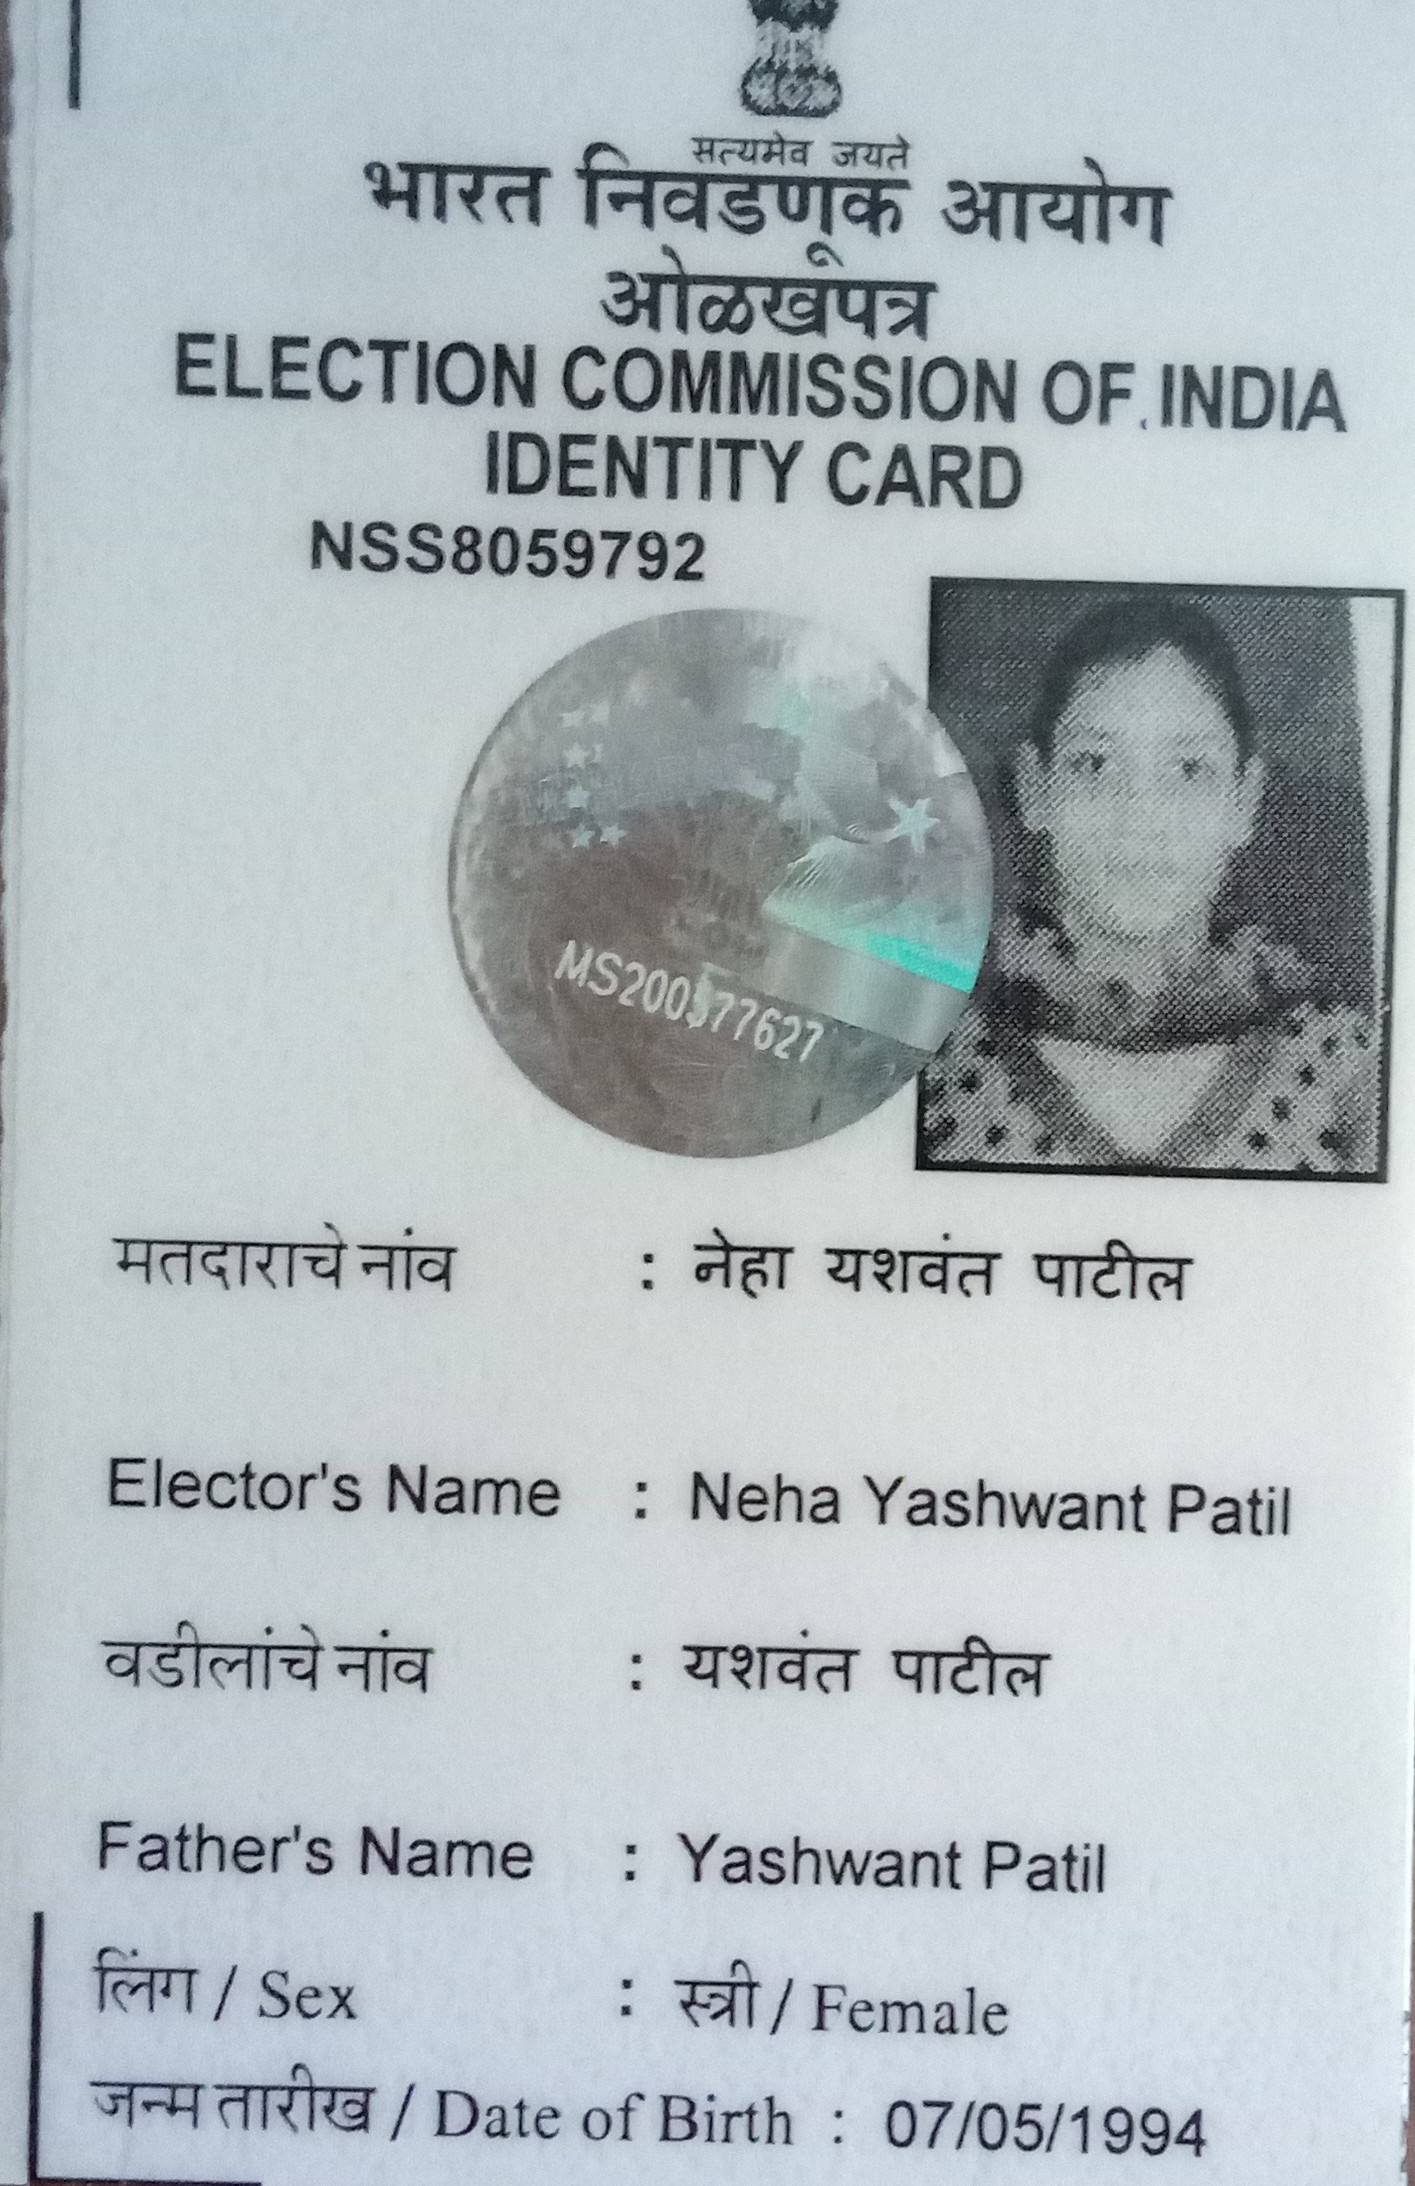 सत्यमेव जयते
भारत निवडणूक आयोग
ओळखपत्र
ELECTION COMMISSION OF INDIA
IDENTITY CARD
NSS8059792
MS200577627
मतदाराचे नांव : नेहा यशवंत पाटील
Elector's Name : Neha Yashwant Patil
वडीलांचे नांव : यशवंत पाटील
Father's Name : Yashwant Patil
लिंग / Sex : स्त्री / Female
जन्म तारीख / Date of Birth : 07/05/1994